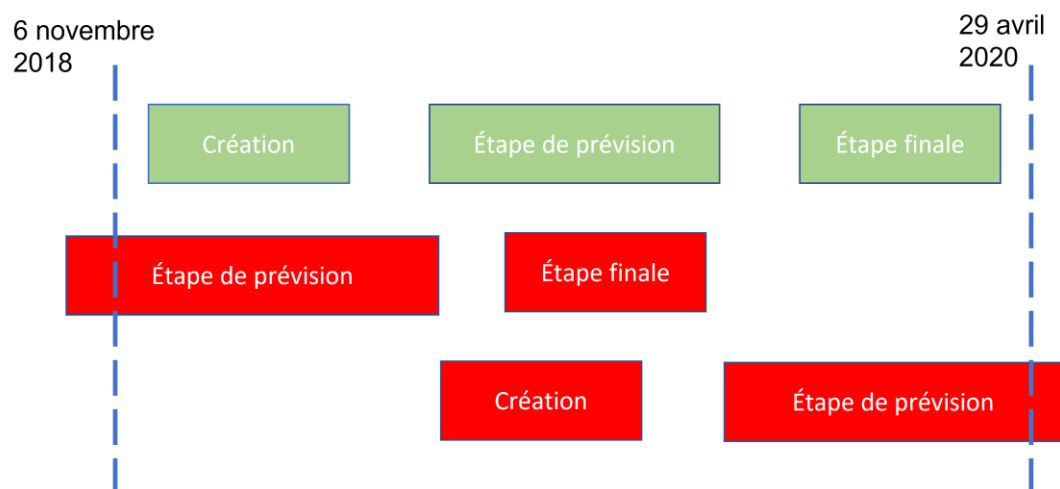 6 novembre
2018
29 avril
2020
Création
Étape de prévision
Étape finale
Étape de prévision
Étape finale
Création
Étape de prévision